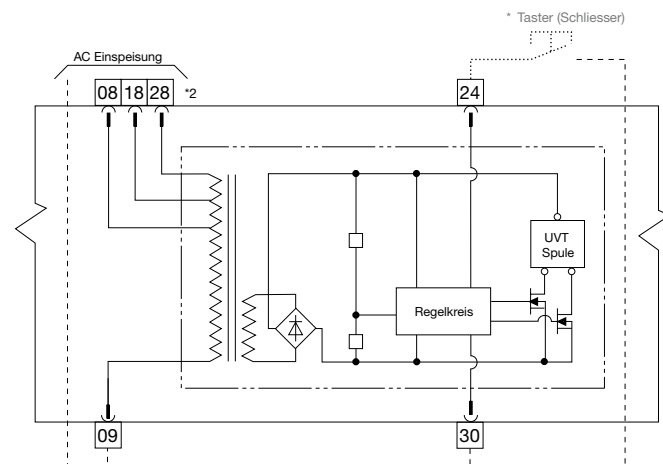 * Taster (Schliesser)
AC Einspeisung
08 18 28 *2
24
UVT
Spule
Regelkreis
09
30